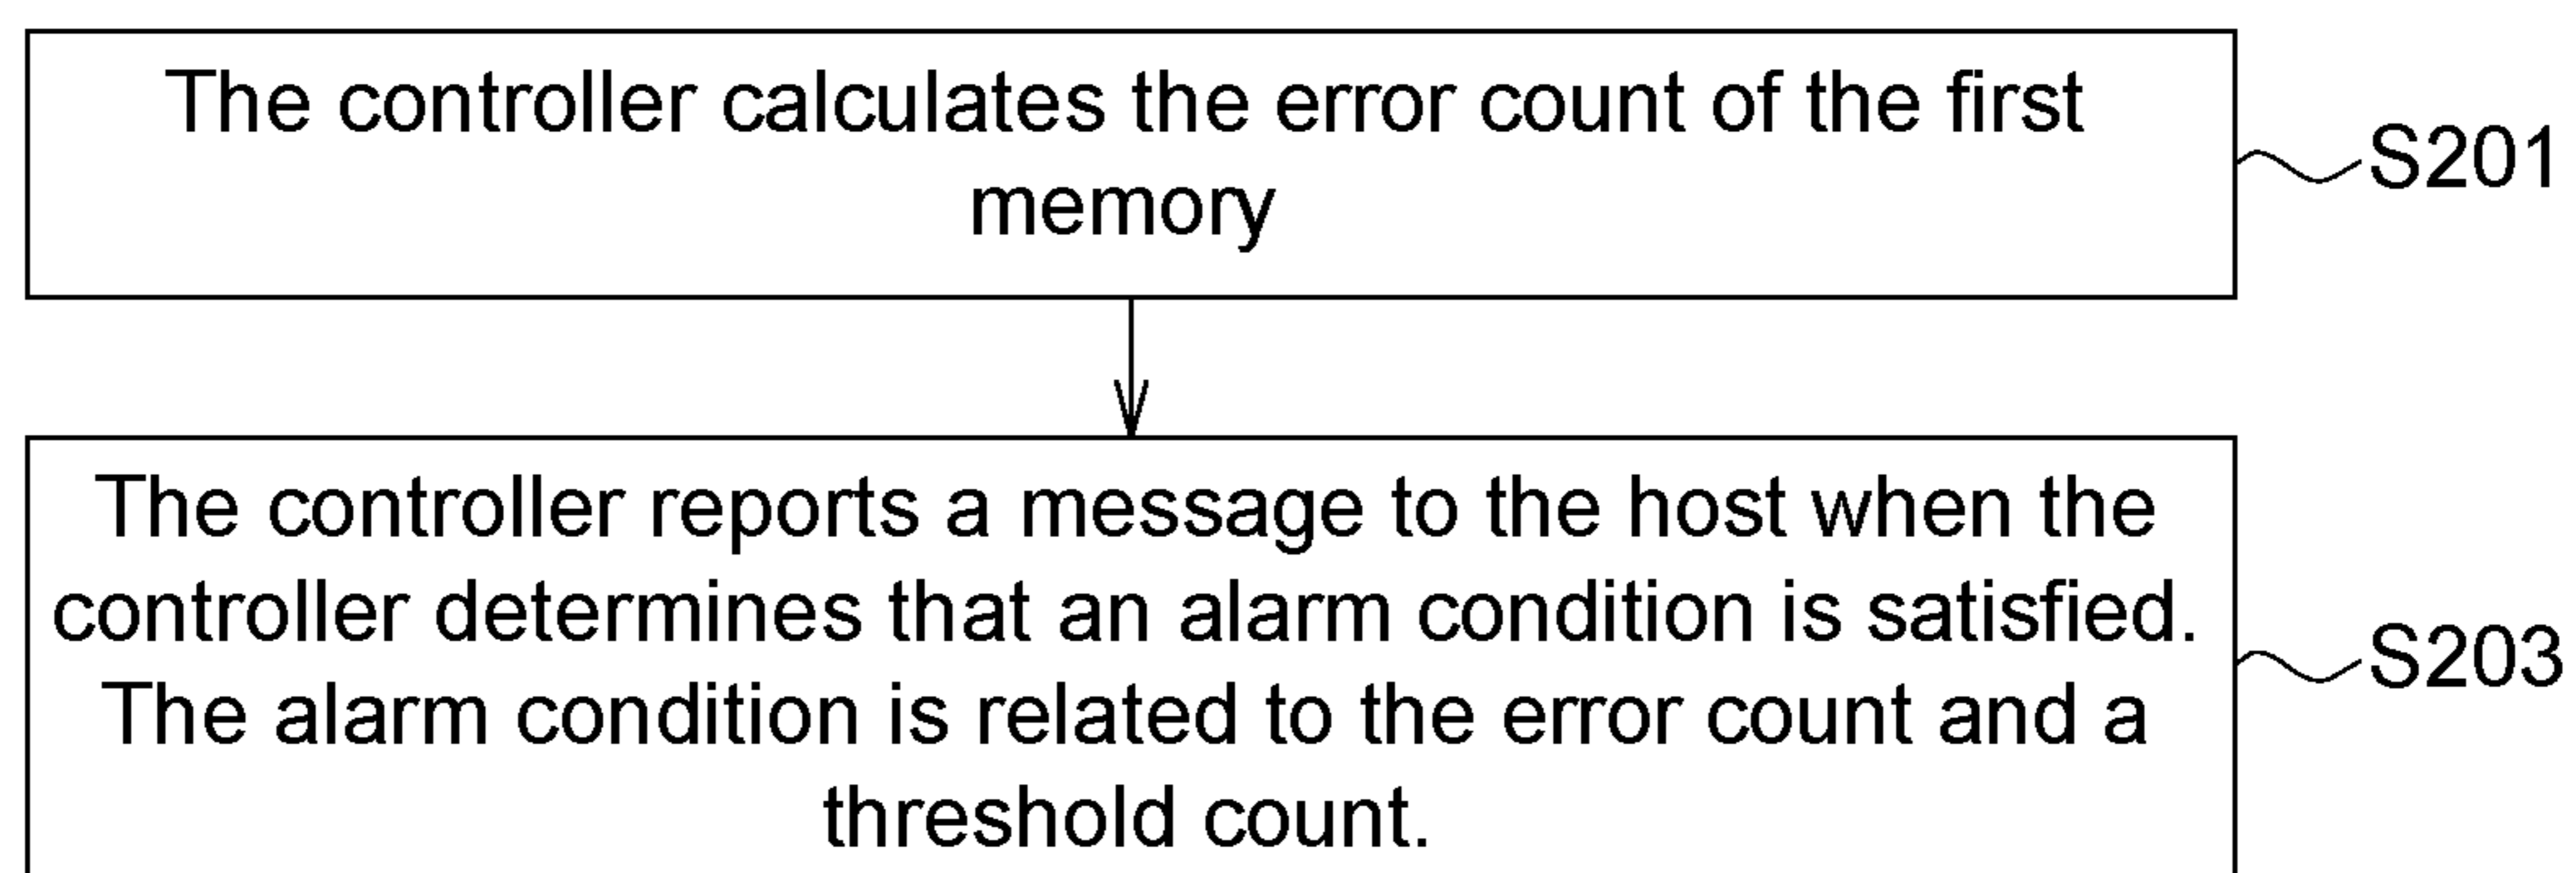 The controller calculates the error count of the first
memory
S201
The controller reports a message to the host when the
controller determines that an alarm condition is satisfied.
The alarm condition is related to the error count and a
threshold count.
S203